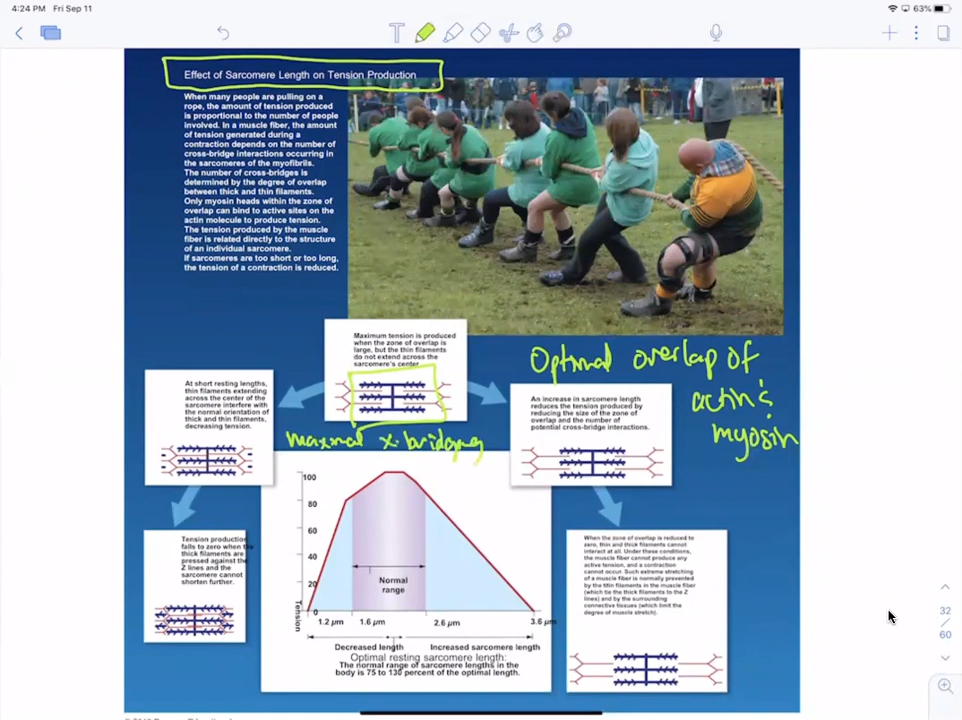 4:24 PM Fri Sep 11
63%
Effect of Sarcomere Length on Tension Production
When many people are pulling on a
rope, the amount of tension produced
is proportional to the number of people
involved. In a muscle fiber, the amount
of tension generated during a
contraction depends on the number of
cross-bridge interactions occurring in
the sarcomeres of the myofibrils.
The number of cross-bridges is
determined by the degree of overlap
between thick and thin filaments.
Only myosin heads within the zone of
overlap can bind to active sites on the
actin molecule to produce tension.
The tension produced by the muscle
fiber is related directly to the structure
of an individual sarcomere.
If sarcomeres are too short or too long,
the tension of a contraction is reduced.
Maximum tension is produced
when the zone of overlap is
large, but the thin filaments
do not extend across the
sarcomere's center.
Optimal overlap of
actin &
myosin
maximal x-bridging
At short resting lengths,
thin filaments extending
across the center of the
sarcomere interfere with
the normal orientation of
thick and thin filaments,
decreasing tension.
An increase in sarcomere length
reduces the tension produced by
reducing the size of the zone of
overlap and the number of
potential cross-bridge interactions.
Tension production
falls to zero when the
thick filaments are
pressed against the
Z lines and the
sarcomere cannot
shorten further.
When the zone of overlap is reduced to
zero, thin and thick filaments cannot
interact at all. Under these conditions,
the muscle fiber cannot produce any
active tension, and a contraction
cannot occur. Such extreme stretching
of a muscle fiber is normally prevented
by the titin filaments in the muscle fiber
(which tie the thick filaments to the Z
lines) and by the surrounding
connective tissues (which limit the
degree of muscle stretch).
100
80
60
40
20
0
Tension
Normal
range
1.2 µm 1.6 µm 2.6 µm 3.6 µm
Decreased length Increased sarcomere length
Optimal resting sarcomere length:
The normal range of sarcomere lengths in the
body is 75 to 130 percent of the optimal length.
32
/
60